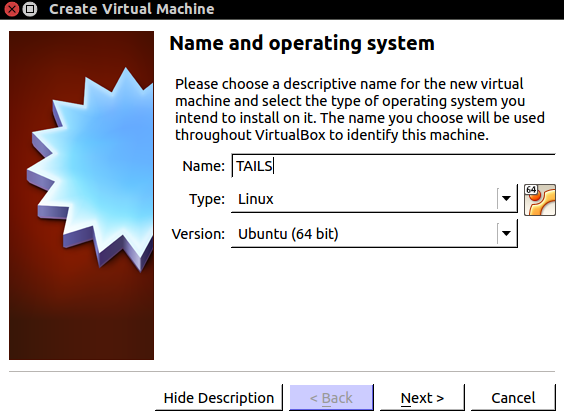 Create Virtual Machine
Name and operating system
Please choose a descriptive name for the new virtual
machine and select the type of operating system you
intend to install on it. The name you choose will be used
throughout VirtualBox to identify this machine.
Name: TAILS
Type: Linux
64
Version: Ubuntu (64 bit)
Hide Description < Back Next > Cancel